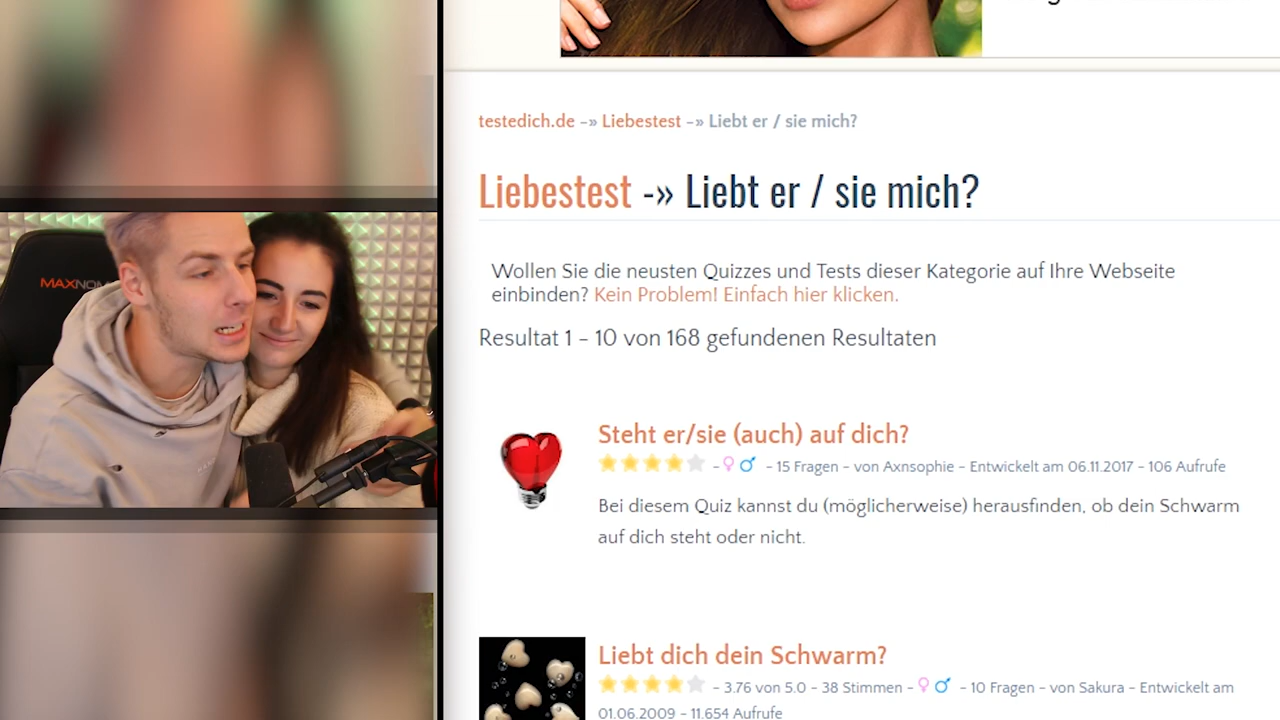 MAXNOM
testedich.de -» Liebestest -» Liebt er / sie mich?
Liebestest -» Liebt er / sie mich?
Wollen Sie die neusten Quizzes und Tests dieser Kategorie auf Ihre Webseite
einbinden? Kein Problem! Einfach hier klicken.
Resultat 1 - 10 von 168 gefundenen Resultaten
Steht er/sie (auch) auf dich?
- ♀ ♂ - 15 Fragen - von Axnsophie - Entwickelt am 06.11.2017 - 106 Aufrufe
Bei diesem Quiz kannst du (möglicherweise) herausfinden, ob dein Schwarm
auf dich steht oder nicht.
Liebt dich dein Schwarm?
- 3.76 von 5.0 - 38 Stimmen - ♀ ♂ - 10 Fragen - von Sakura - Entwickelt am
01.06.2009 - 11.654 Aufrufe